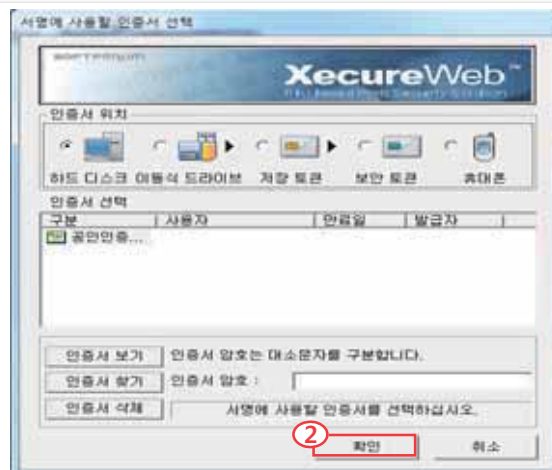 서명에 사용할 인증서 선택
SOFTFORUM
XecureWeb™
인증서 위치
하드 디스크 이동식 드라이브 저장 토큰 보안 토큰 휴대폰
인증서 선택
구분 사용자 만료일 발급자
공인인증...
인증서 보기 인증서 암호는 대소문자를 구분합니다.
인증서 찾기 인증서 암호 :
인증서 삭제 서명에 사용할 인증서를 선택하십시오.
2
확인 취소